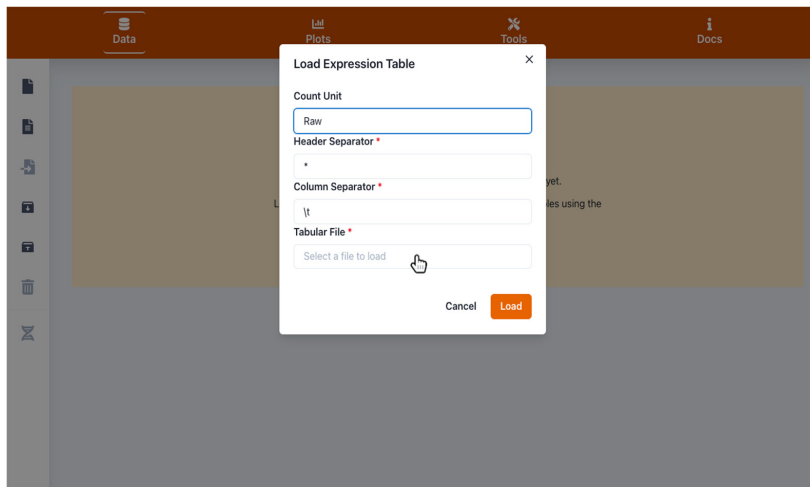 Data
Plots
Tools
Docs
Load Expression Table
Count Unit
Raw
Header Separator *
*
yet.
Column Separator *
L
les using the
\t
Tabular File *
Select a file to load
Cancel
Load